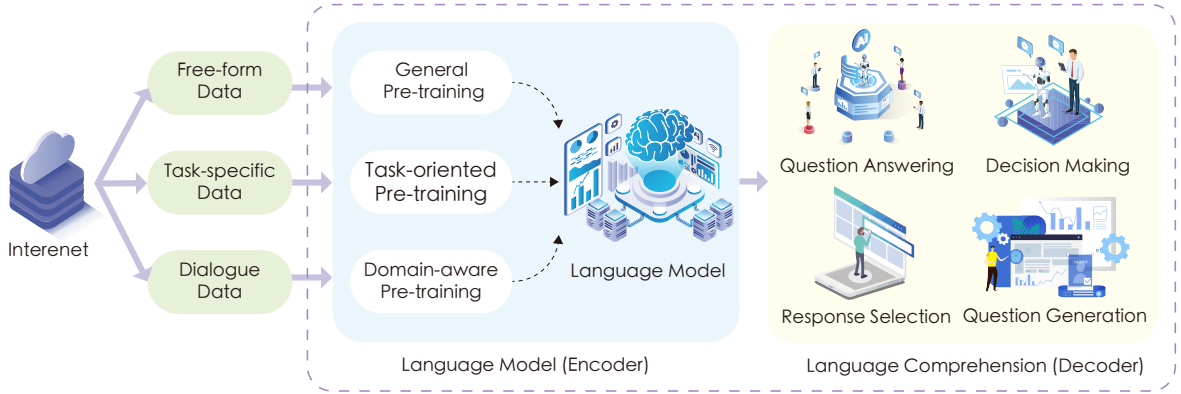 Interenet
Free-form
Data
Task-specific
Data
Dialogue
Data
General
Pre-training
Task-oriented
Pre-training
Domain-aware
Pre-training
Language Model
Language Model (Encoder)
AI
Question Answering
Decision Making
Response Selection
Question Generation
Language Comprehension (Decoder)